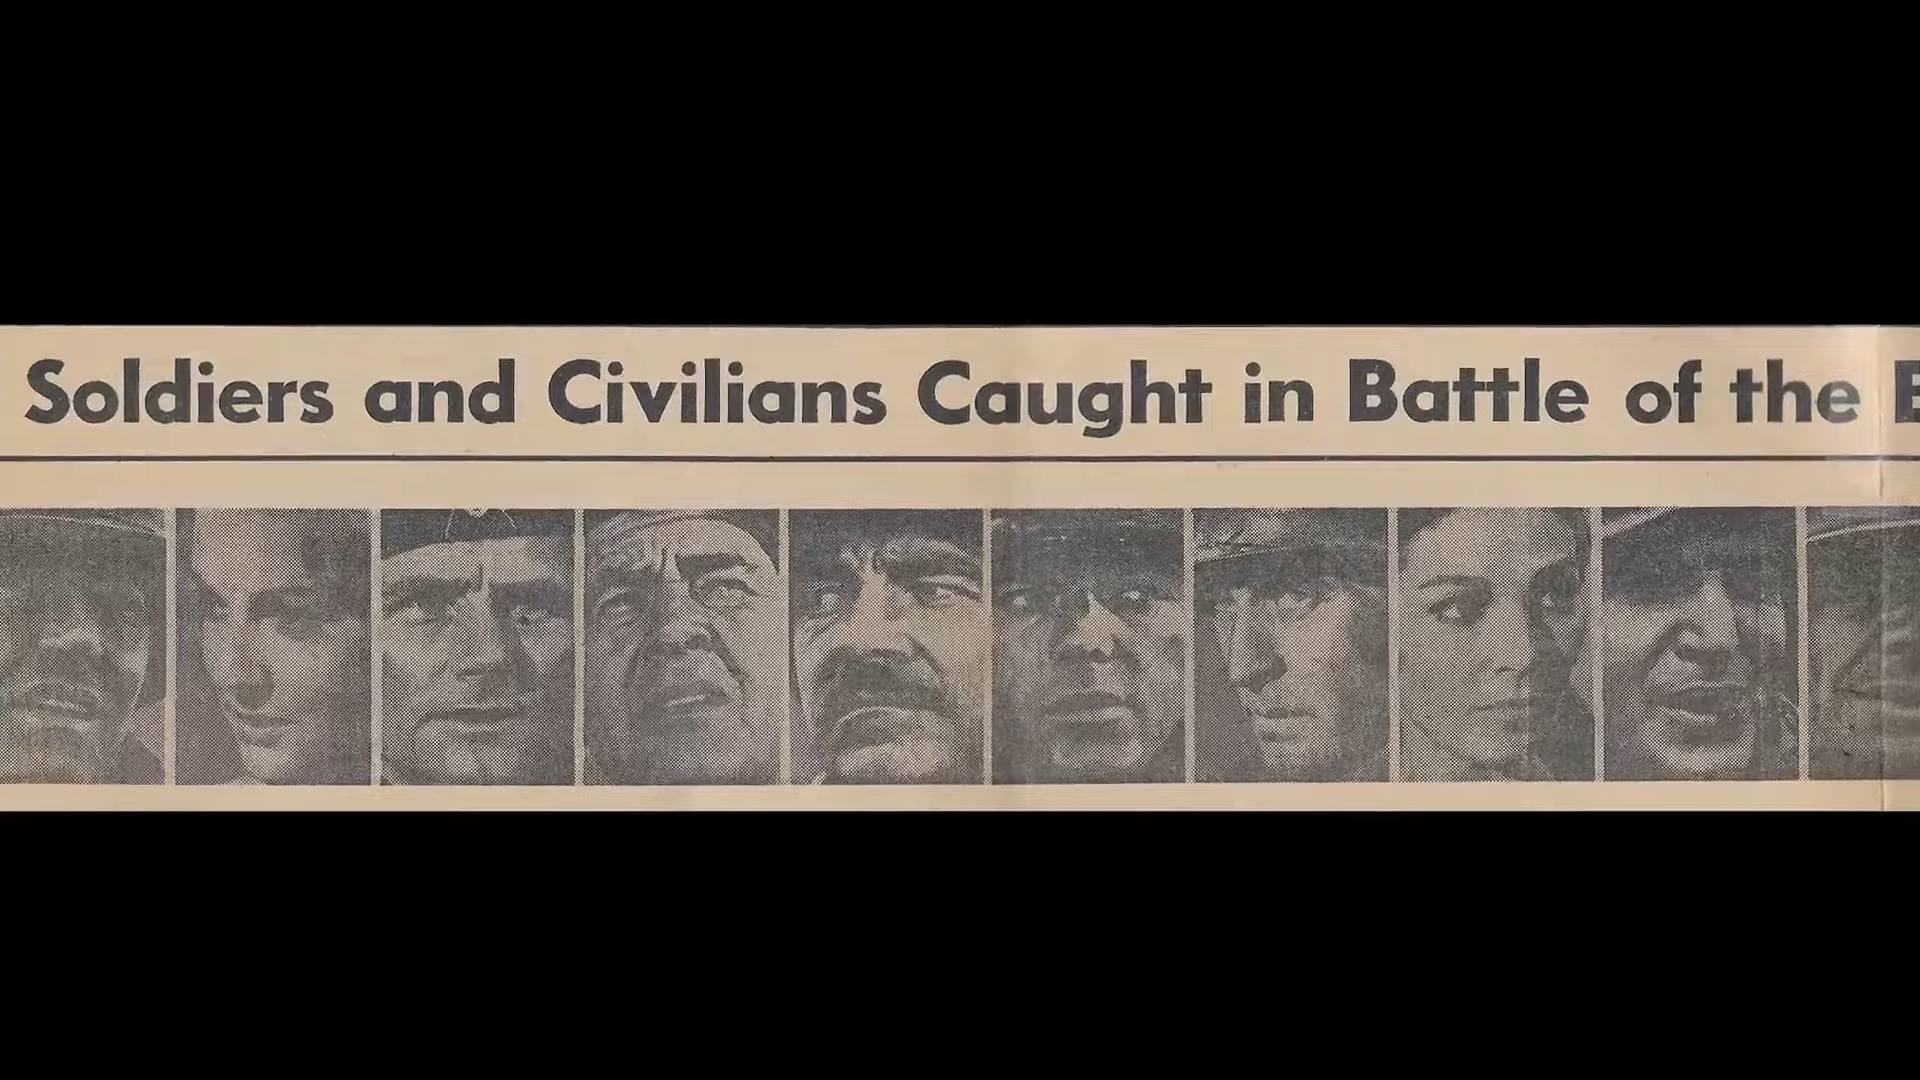 Soldiers and Civilians Caught in Battle of the